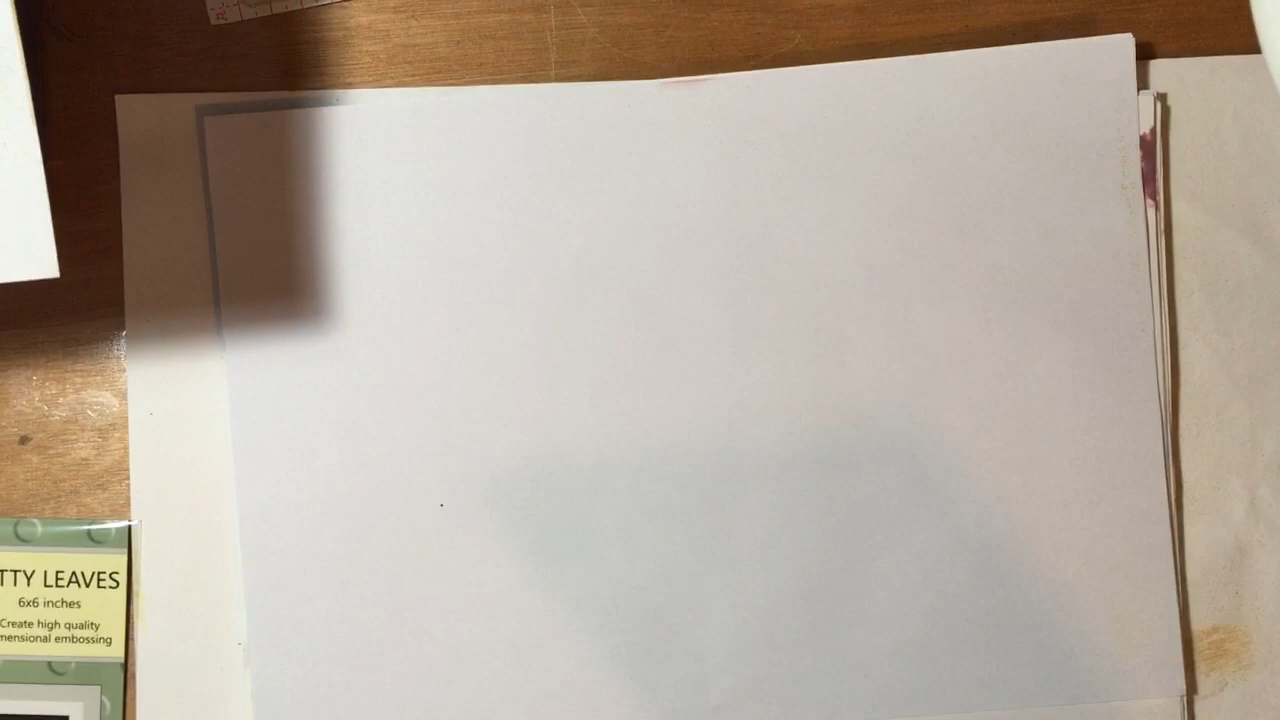 TTY LEAVES
6x6 inches
Create high quality
mensional embossing